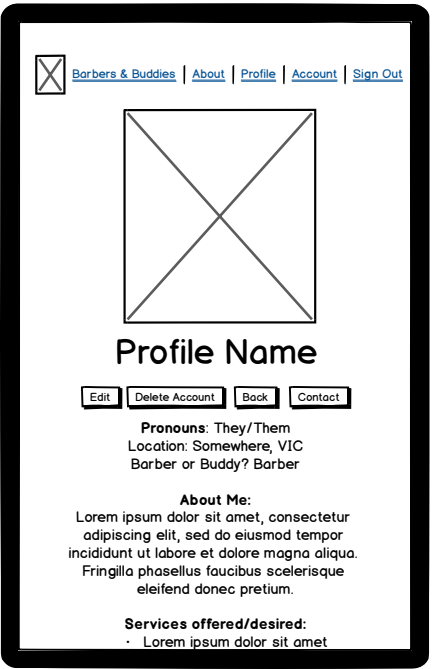 Barbers & Buddies | About | Profile | Account | Sign Out
Profile Name
Edit Delete Account Back Contact
Pronouns: They/Them
Location: Somewhere, VIC
Barber or Buddy? Barber
About Me:
Lorem ipsum dolor sit amet, consectetur
adipiscing elit, sed do eiusmod tempor
incididunt ut labore et dolore magna aliqua.
Fringilla phasellus faucibus scelerisque
eleifend donec pretium.
Services offered/desired:
· Lorem ipsum dolor sit amet